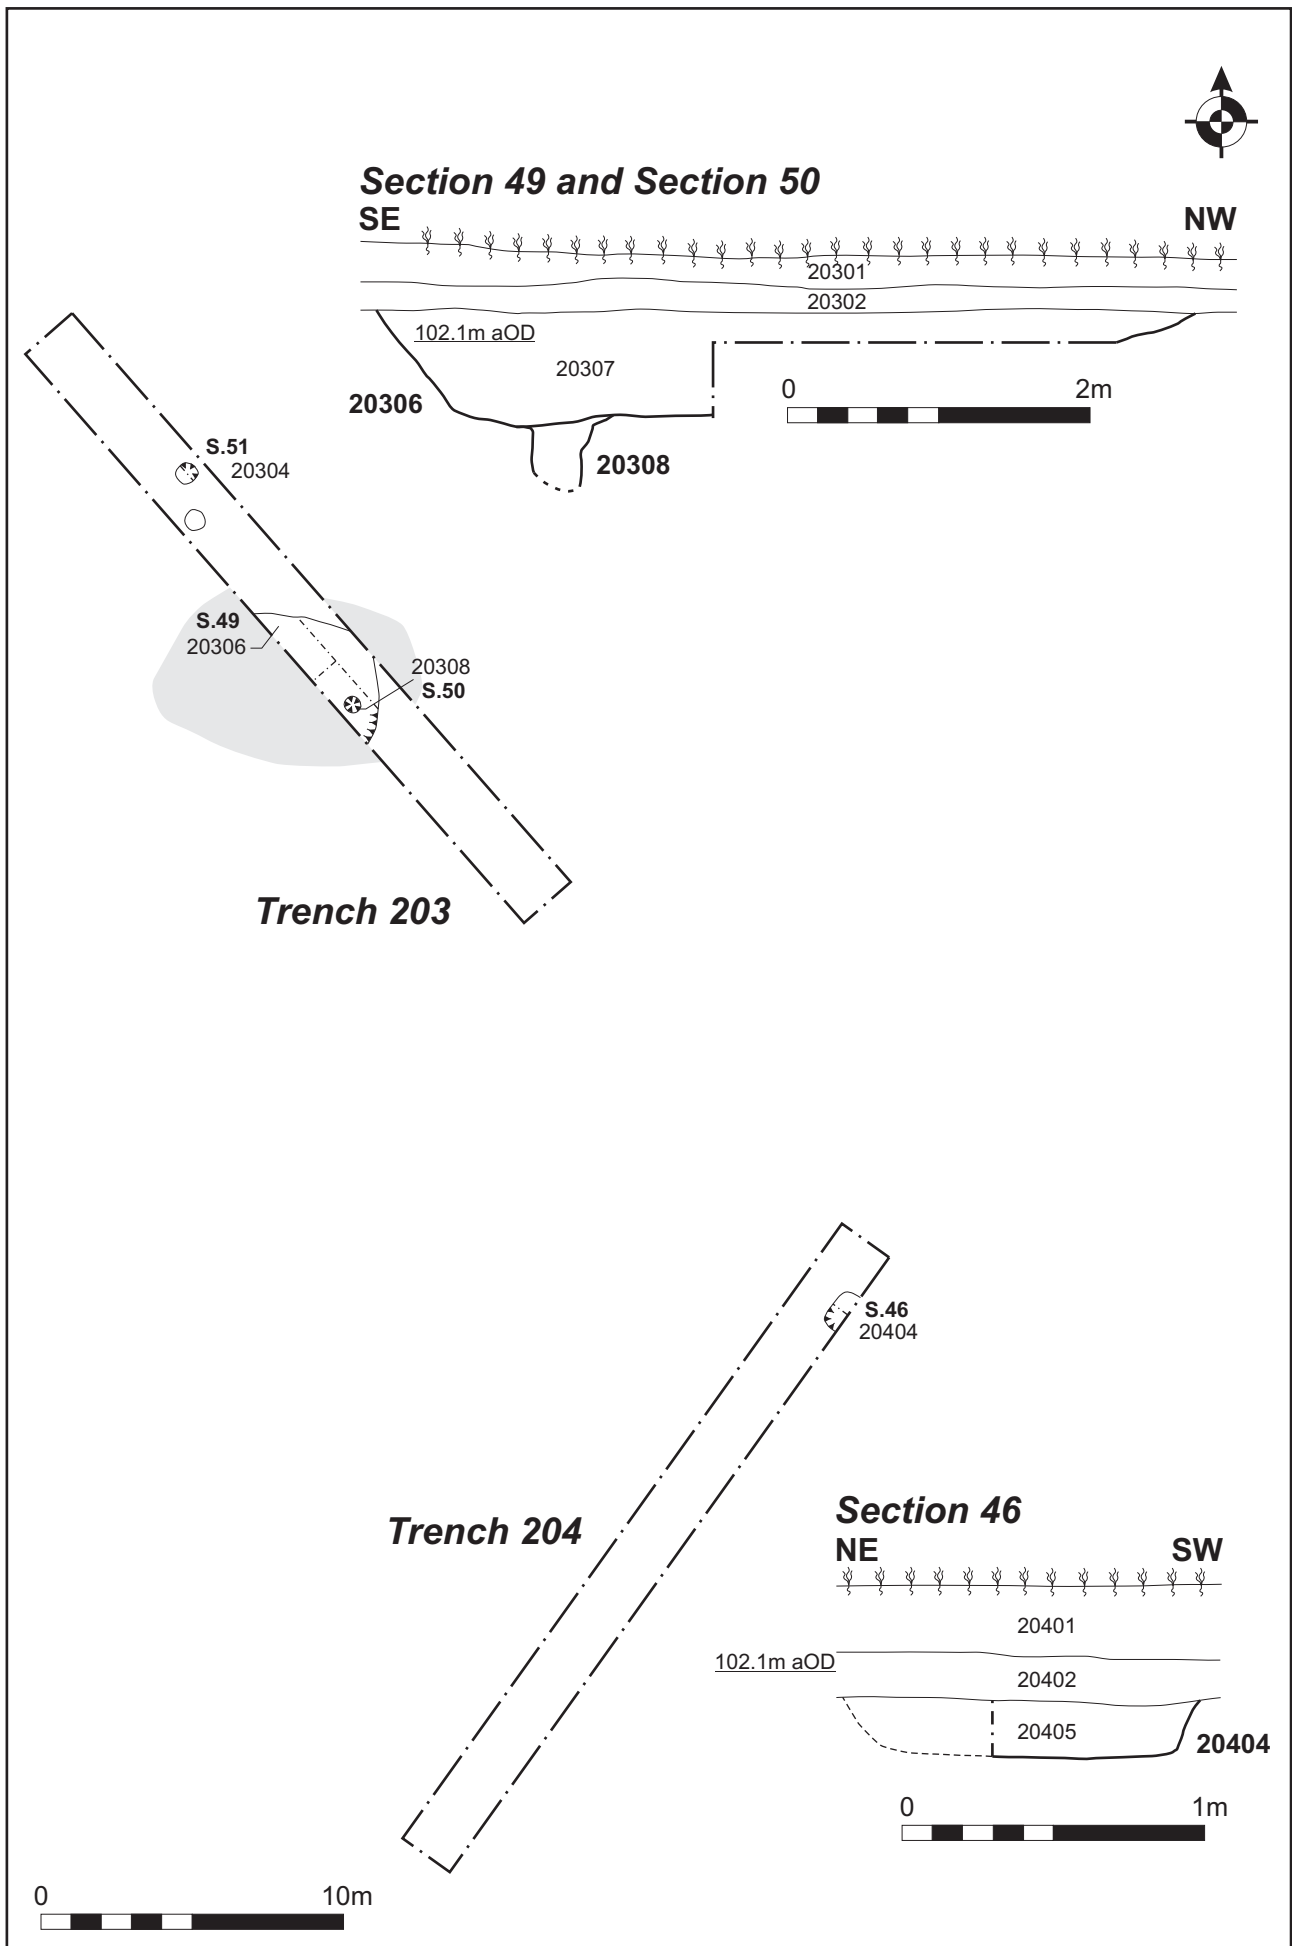 Section 49 and Section 50
SE NW
20301
20302
102.1m aOD
20307
20306
20308
0 2m
S.51
20304
S.49
20306
20308
S.50
Trench 203
S.46
20404
Trench 204
Section 46
NE SW
20401
102.1m aOD
20402
20405
20404
0 1m
0 10m